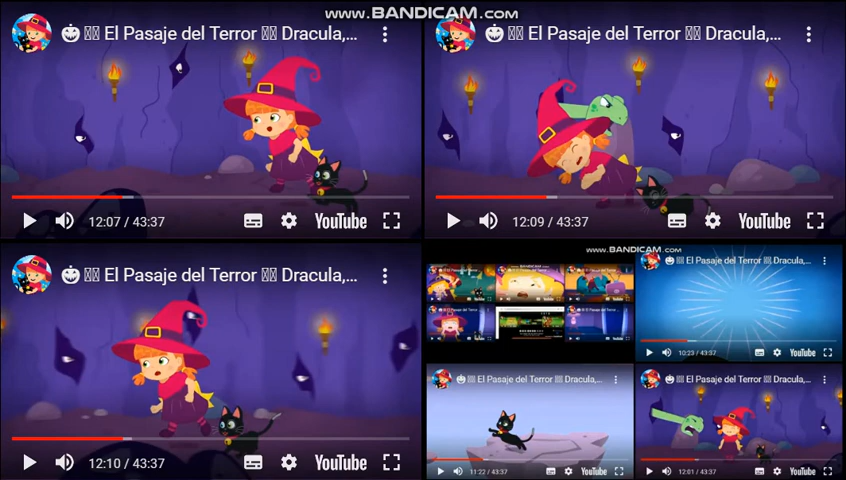 www.BANDICAM.com
El Pasaje del Terror Dracula,...
12:07 / 43:37
YouTube
El Pasaje del Terror Dracula,...
12:09 / 43:37
YouTube
El Pasaje del Terror Dracula,...
12:10 / 43:37
YouTube
www.BANDICAM.com
El Pasaje del Terror Dracula,...
10:23 / 43:37
YouTube
El Pasaje del Terror Dracula,...
11:22 / 43:37
YouTube
El Pasaje del Terror Dracula,...
12:01 / 43:37
YouTube